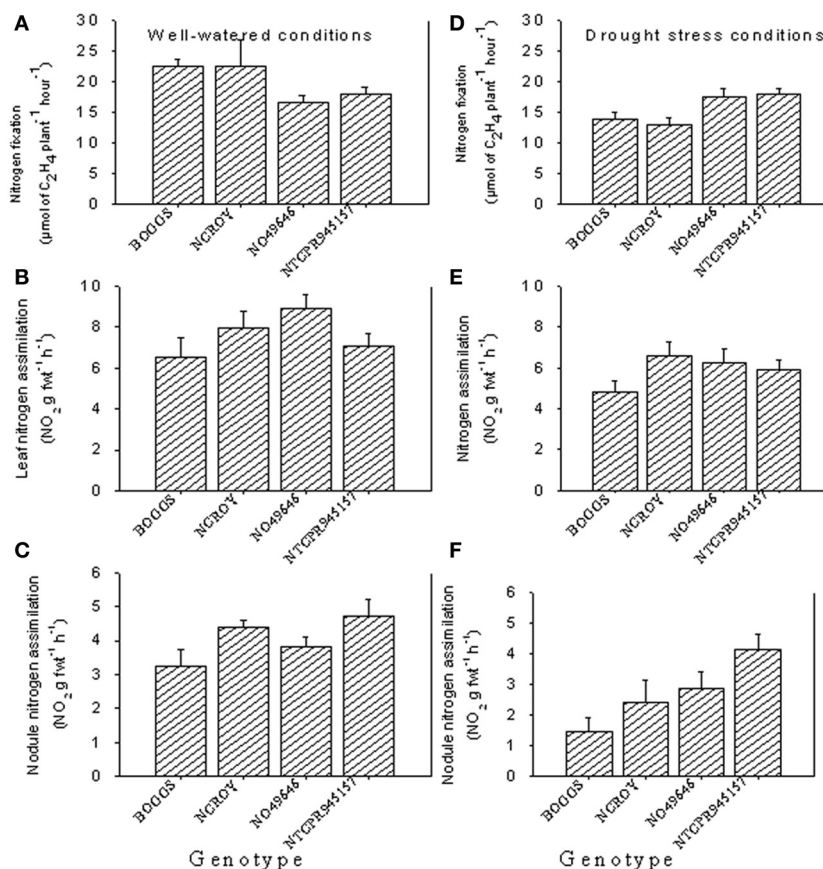 A
Well-watered conditions
Nitrogen fixation
(μmol of C2H4 plant-1 hour-1)
30
25
20
15
10
5
0
BOGGS
NCROY
NO49646
NTCPR945157
B
Leaf nitrogen assimilation
(NO2 g fwt-1 h-1)
10
8
6
4
2
0
BOGGS
NCROY
NO49646
NTCPR945157
C
Nodule nitrogen assimilation
(NO2 g fwt-1 h-1)
6
5
4
3
2
1
0
BOGGS
NCROY
NO49646
NTCPR945157
Genotype
D
Drought stress conditions
Nitrogen fixation
(μmol of C2H4 plant-1 hour-1)
30
25
20
15
10
5
0
BOGGS
NCROY
NO49646
NTCPR945157
E
Nitrogen assimilation
(NO2 g fwt-1 h-1)
10
8
6
4
2
0
BOGGS
NCROY
NO49646
NTCPR945157
F
Nodule nitrogen assimilation
(NO2 g fwt-1 h-1)
6
5
4
3
2
1
0
BOGGS
NCROY
NO49646
NTCPR945157
Genotype